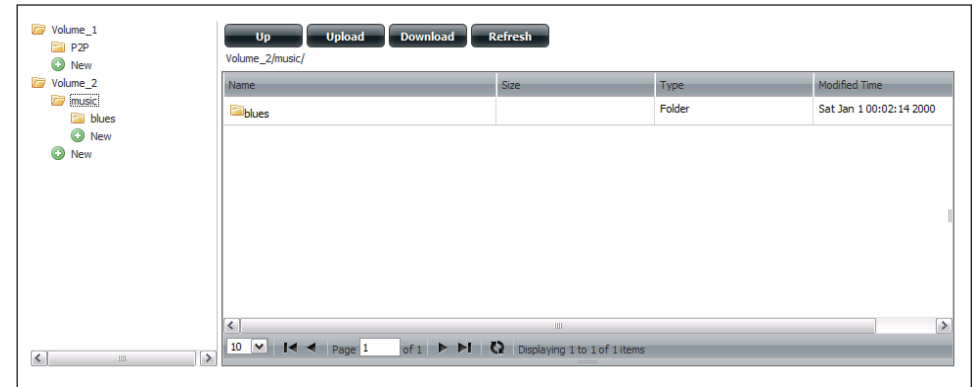 Volume_1
P2P
New
Volume_2
music
blues
New
New
Up Upload Download Refresh
Volume_2/music/
Name Size Type Modified Time
blues Folder Sat Jan 1 00:02:14 2000
10 Page 1 of 1 Displaying 1 to 1 of 1 items